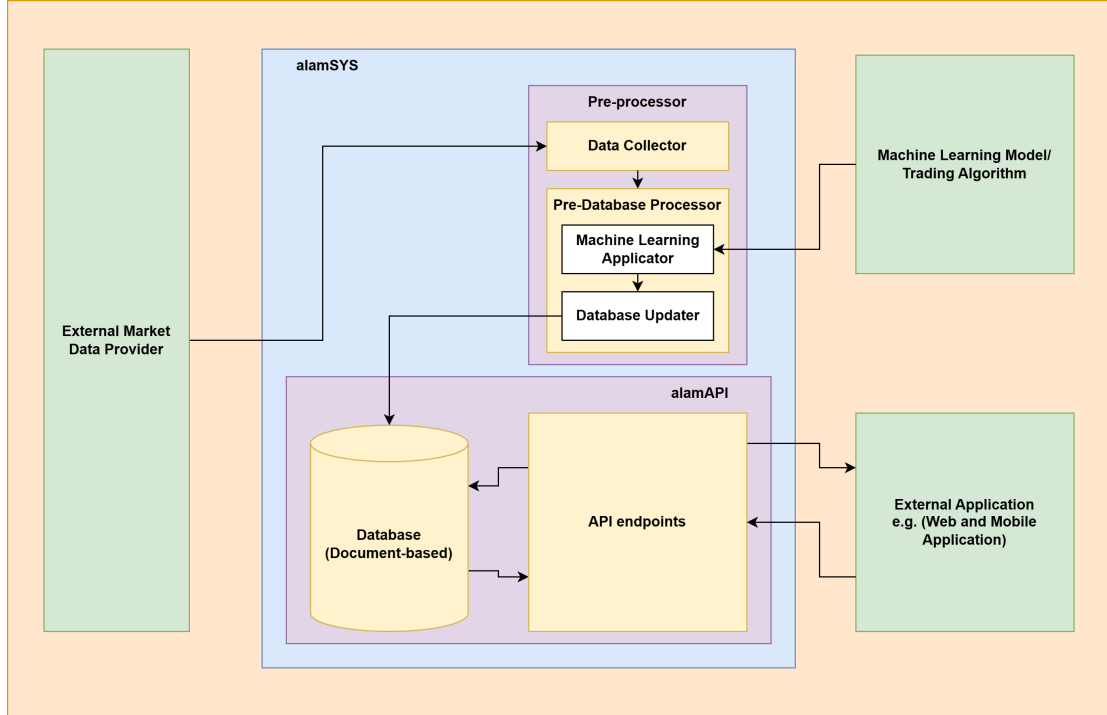 alamSYS
Pre-processor
Data Collector
Pre-Database Processor
Machine Learning
Applicator
Database Updater
External Market
Data Provider
Machine Learning Model/
Trading Algorithm
alamAPI
Database
(Document-based)
API endpoints
External Application
e.g. (Web and Mobile
Application)